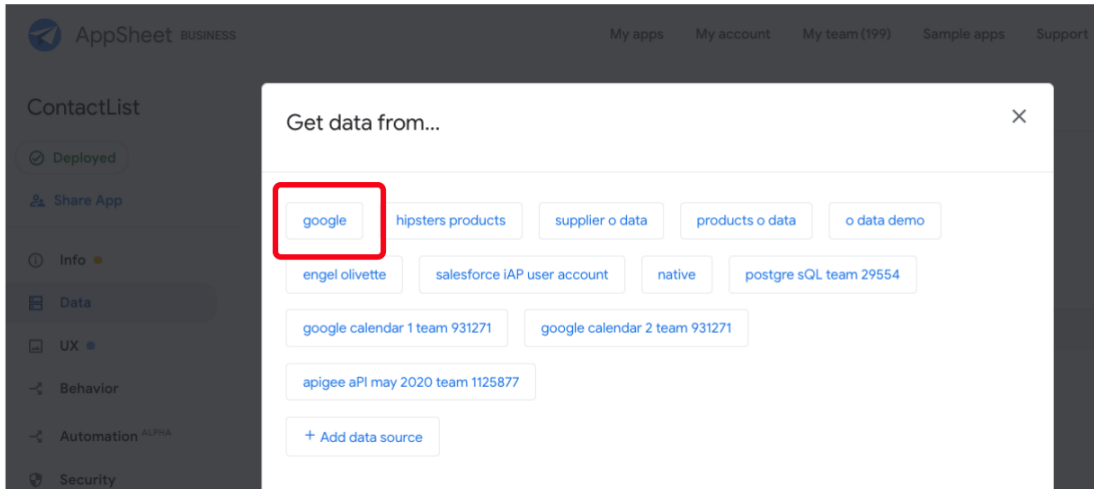 AppSheet BUSINESS
My apps My account My team (199) Sample apps Support
ContactList
Deployed
Share App
Info
Data
UX
Behavior
Automation ALPHA
Security
Get data from...
google hipsters products supplier o data products o data o data demo
engel olivette salesforce iAP user account native postgre sQL team 29554
google calendar 1 team 931271 google calendar 2 team 931271
apigee aPI may 2020 team 1125877
+ Add data source